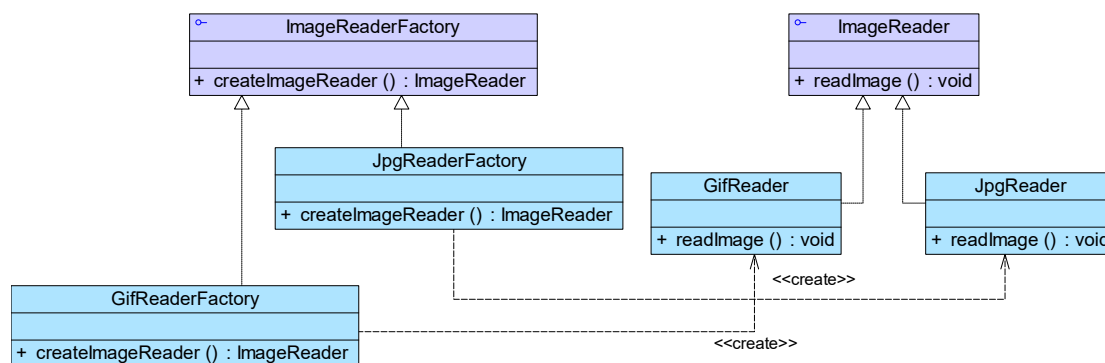 ImageReaderFactory
+ createImageReader () : ImageReader
ImageReader
+ readImage () : void
JpgReaderFactory
+ createImageReader () : ImageReader
GifReader
+ readImage () : void
JpgReader
+ readImage () : void
<<create>>
GifReaderFactory
+ createImageReader () : ImageReader
<<create>>